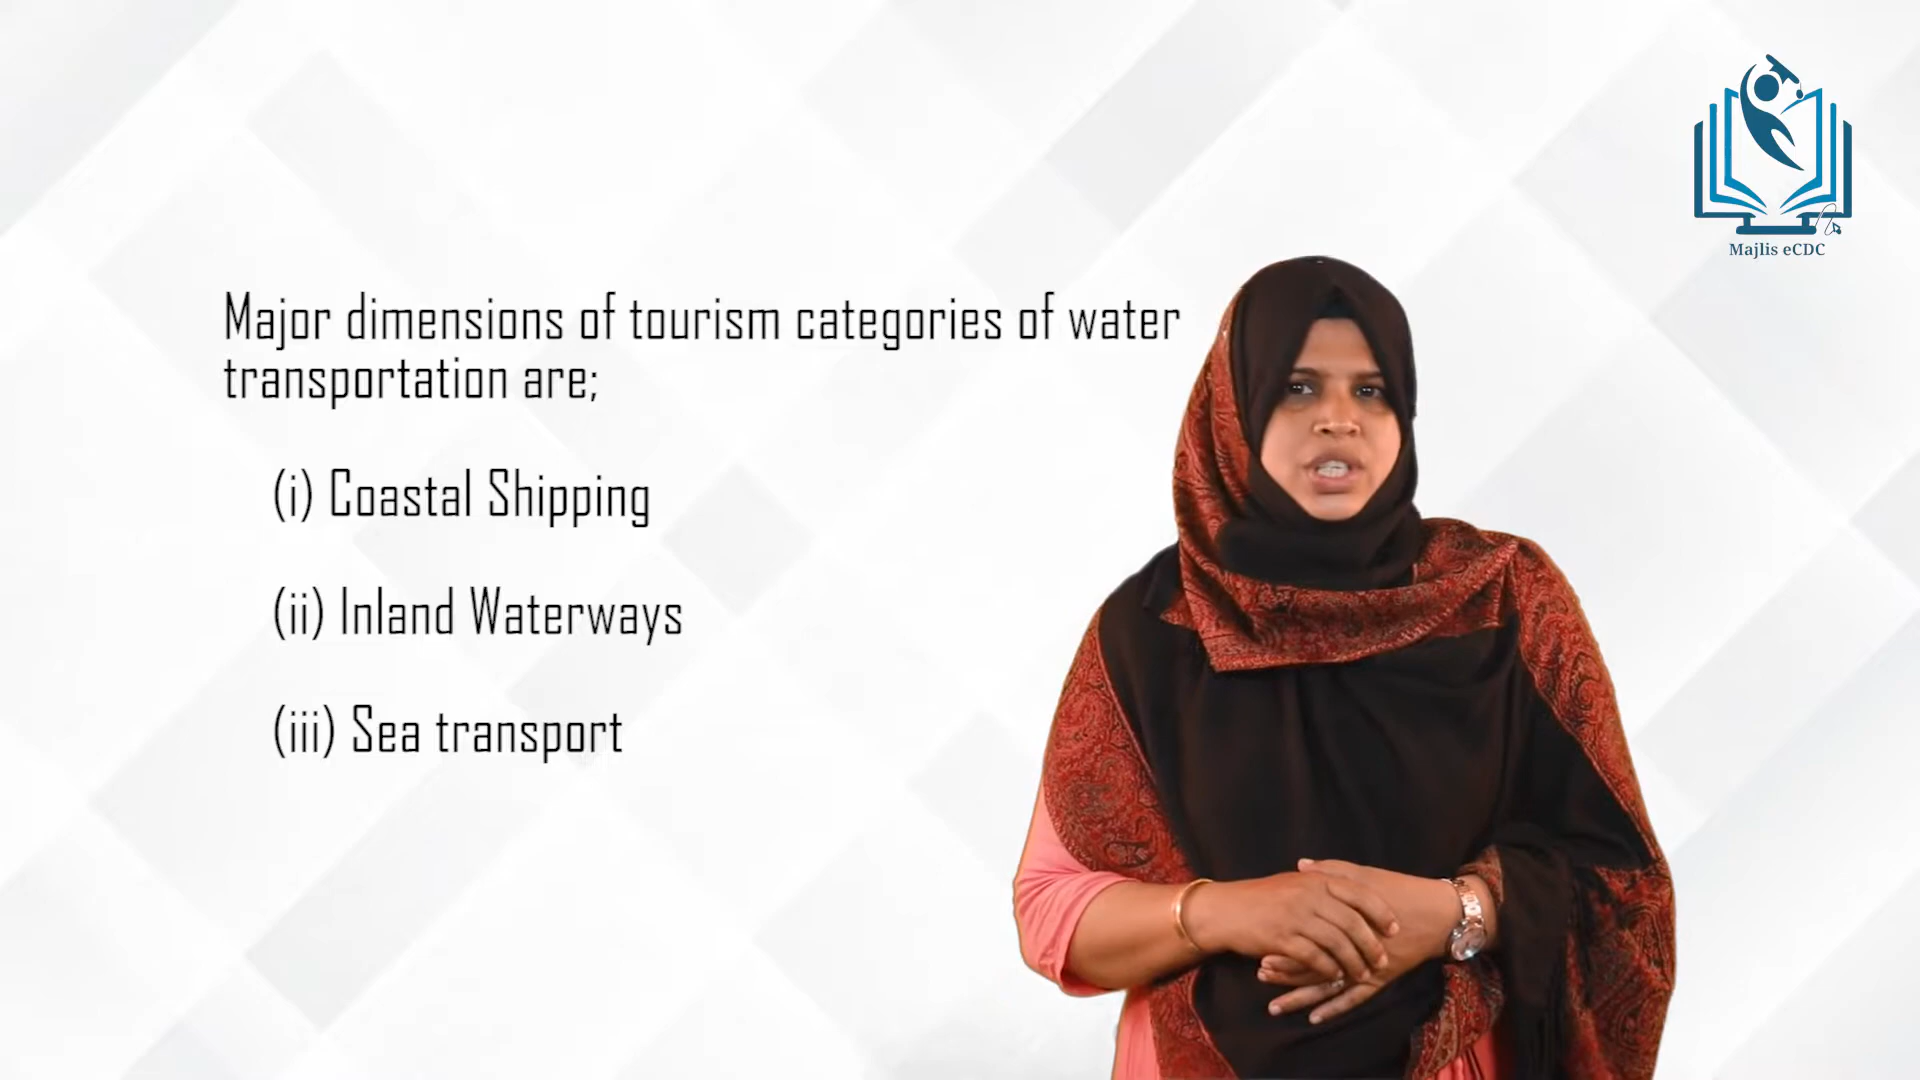 Majlis eCDC
Major dimensions of tourism categories of water
transportation are;
(i) Coastal Shipping
(ii) Inland Waterways
(iii) Sea transport